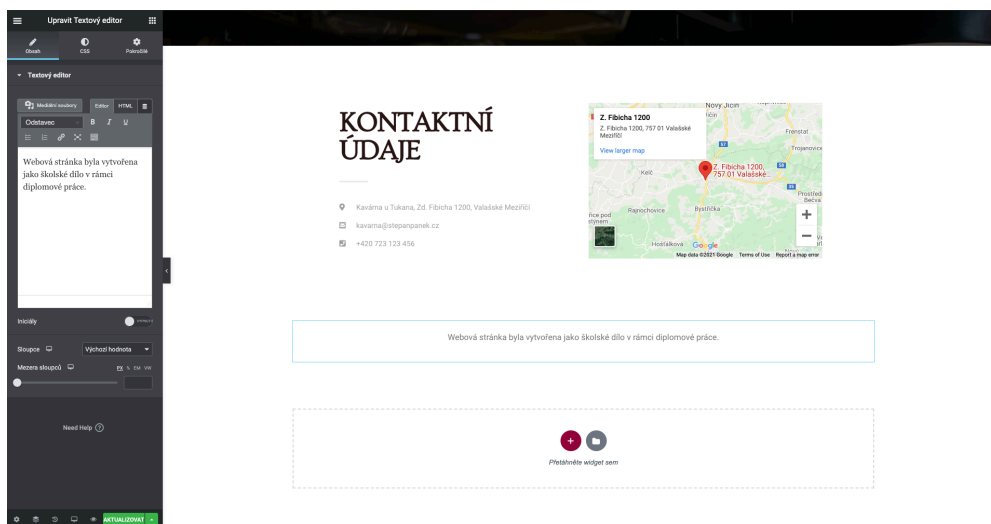 Upravit Textový editor
Obsah
CSS
Pokročilé
Textový editor
Mediální soubory
Editor
HTML
Odstavec
B I U
Webová stránka byla vytvořena
jako školské dílo v rámci
diplomové práce.
Iniciály
Sloupce
Výchozí hodnota
Mezera sloupců
PX % EM VW
Need Help
AKTUALIZOVAT
KONTAKTNÍ
ÚDAJE
Kavárna u Tukana, Zd. Fibicha 1200, Valašské Meziříčí
kavarna@stepanpanek.cz
+420 723 123 456
Z. Fibicha 1200
Z. Fibicha 1200, 757 01 Valašské
Meziříčí
View larger map
Nový Jičín
Frenštát
Trojanovice
57
Z. Fibicha 1200,
757 01 Valašské...
Kelč
35
Prostřed
Bečva
Rajnochovice
Bystřička
Hošťálková
Google
Map data ©2021 Google
Terms of Use
Report a map error
Webová stránka byla vytvořena jako školské dílo v rámci diplomové práce.
Přetáhněte widget sem